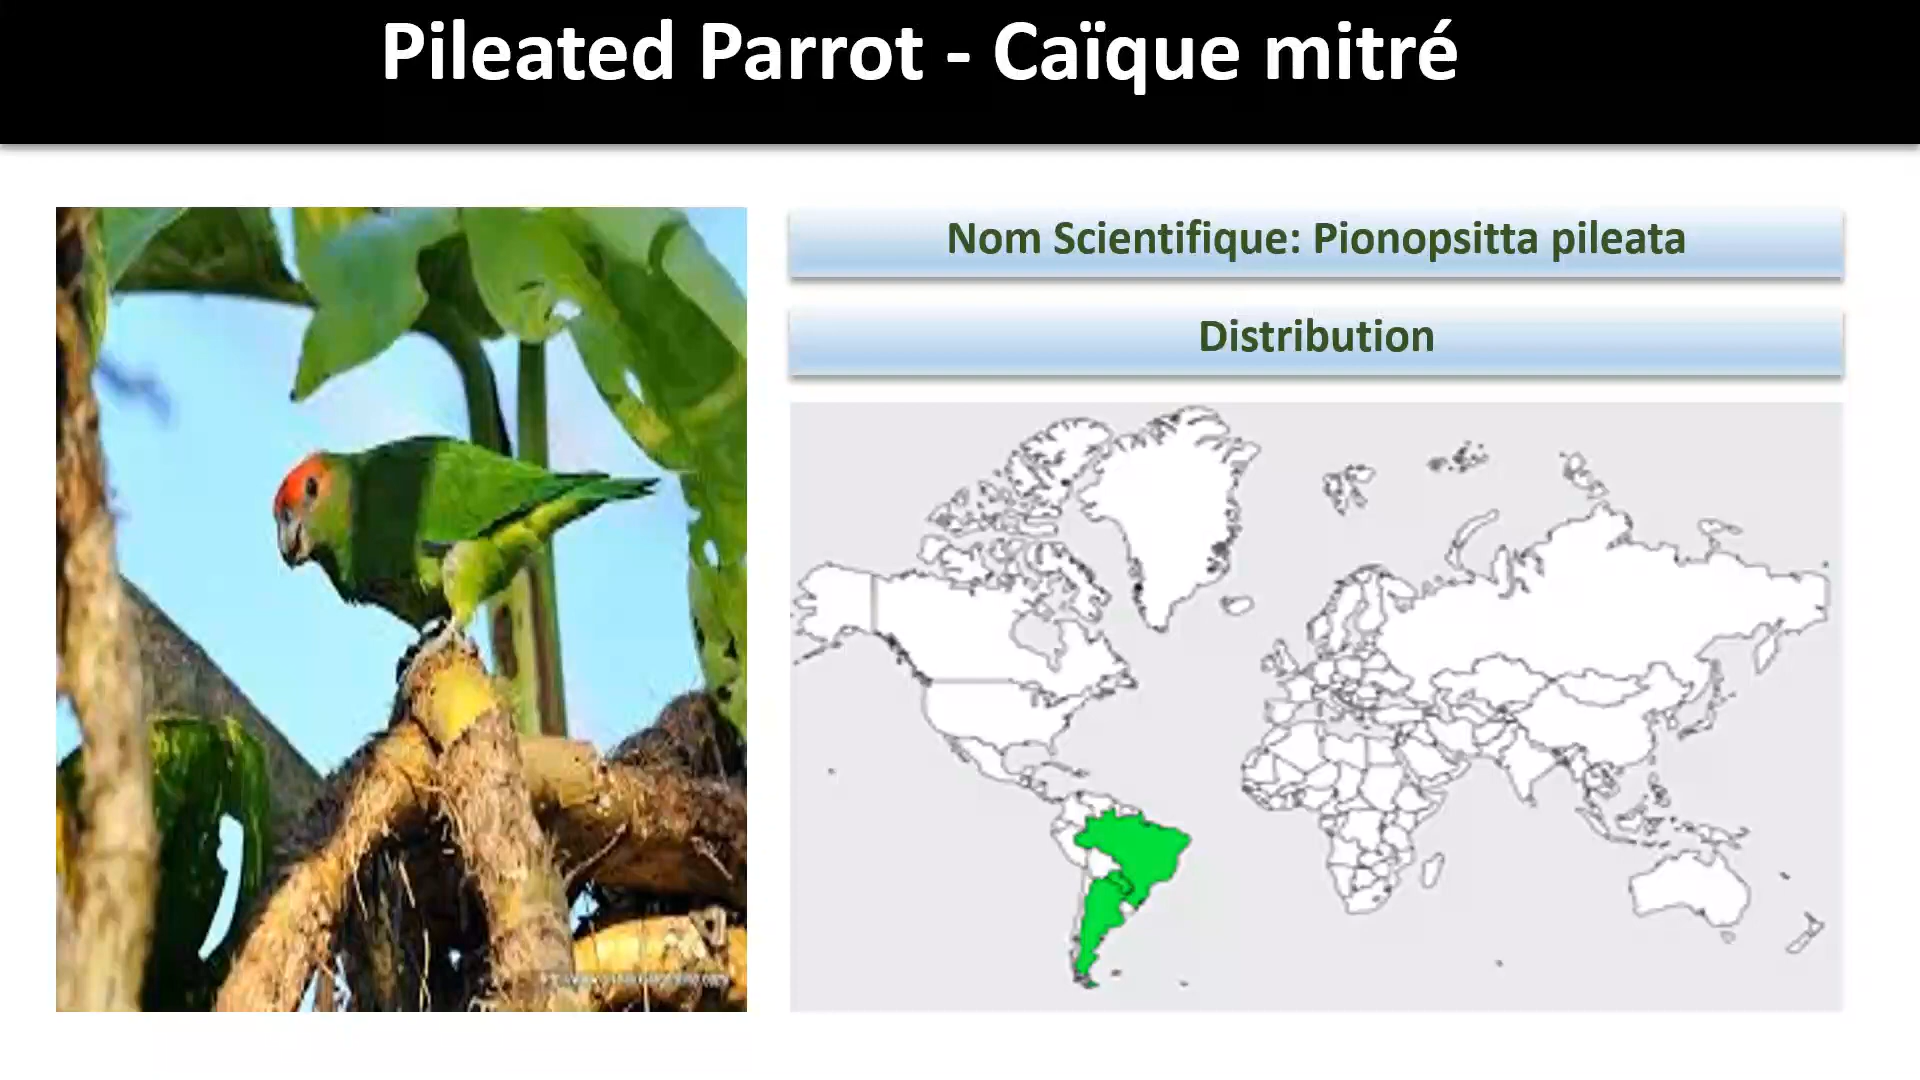 Pileated Parrot - Caïque mitré
Nom Scientifique: Pionopsitta pileata
Distribution